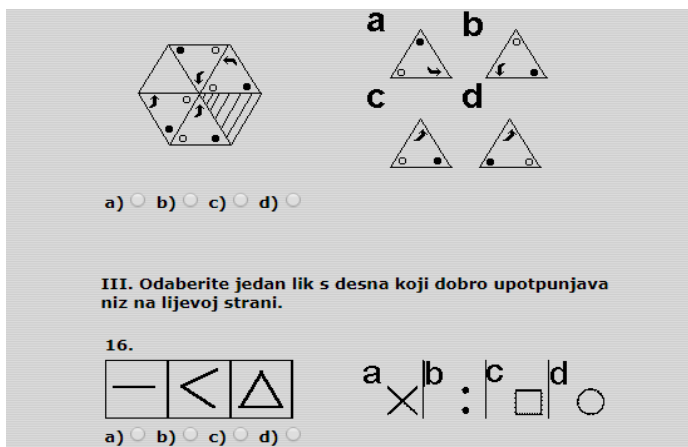 a b
c d
a) b) c) d)
III. Odaberite jedan lik s desna koji dobro upotpunjava
niz na lijevoj strani.
16.
a b c d
a) b) c) d)